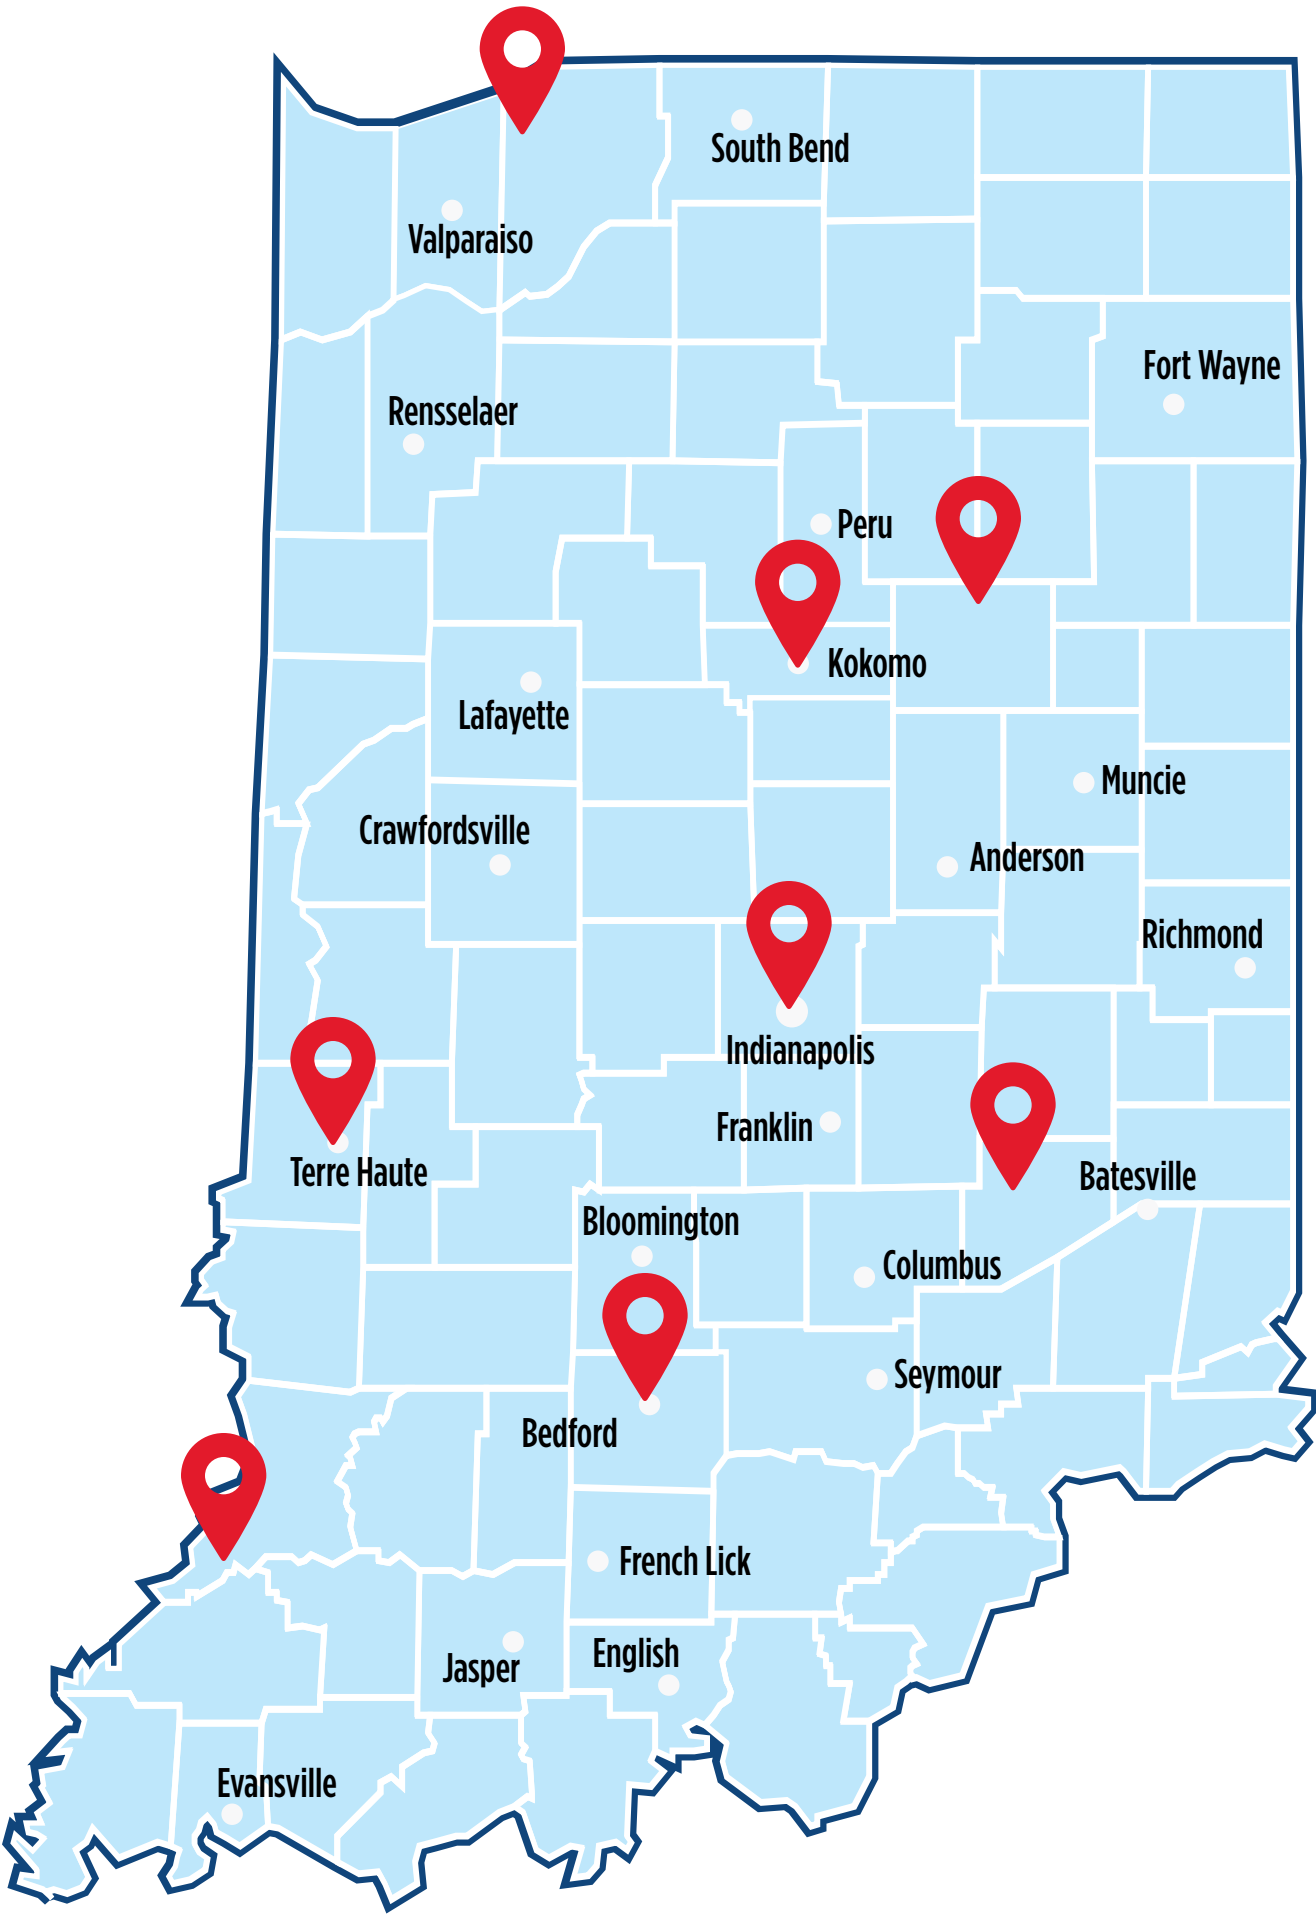 South Bend
Valparaiso
Fort Wayne
Rensselaer
Peru
Kokomo
Lafayette
Muncie
Crawfordsville
Anderson
Richmond
Indianapolis
Franklin
Terre Haute
Batesville
Bloomington
Columbus
Seymour
Bedford
French Lick
English
Jasper
Evansville